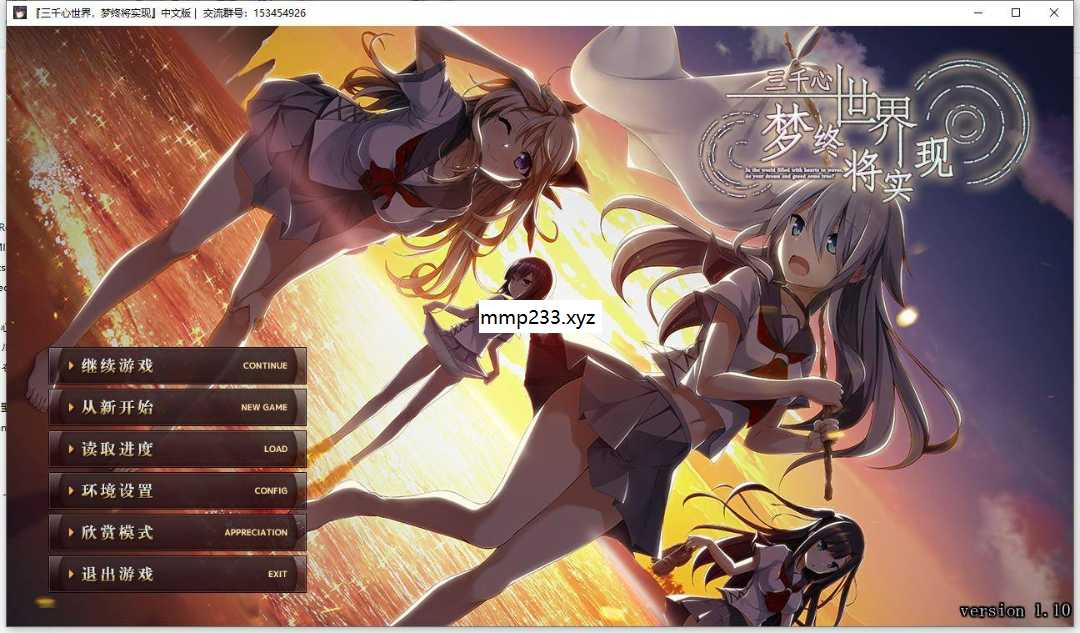 『三千心世界,梦终将实现』中文版 | 交流群号:153454926
三千心
世界
梦终
将实现
In the world filled with hearts to waver,
do your dream and good come true?
mmp233.xyz
继续游戏 CONTINUE
从新开始 NEW GAME
读取进度 LOAD
环境设置 CONFIG
欣赏模式 APPRECIATION
退出游戏 EXIT
version 1.10